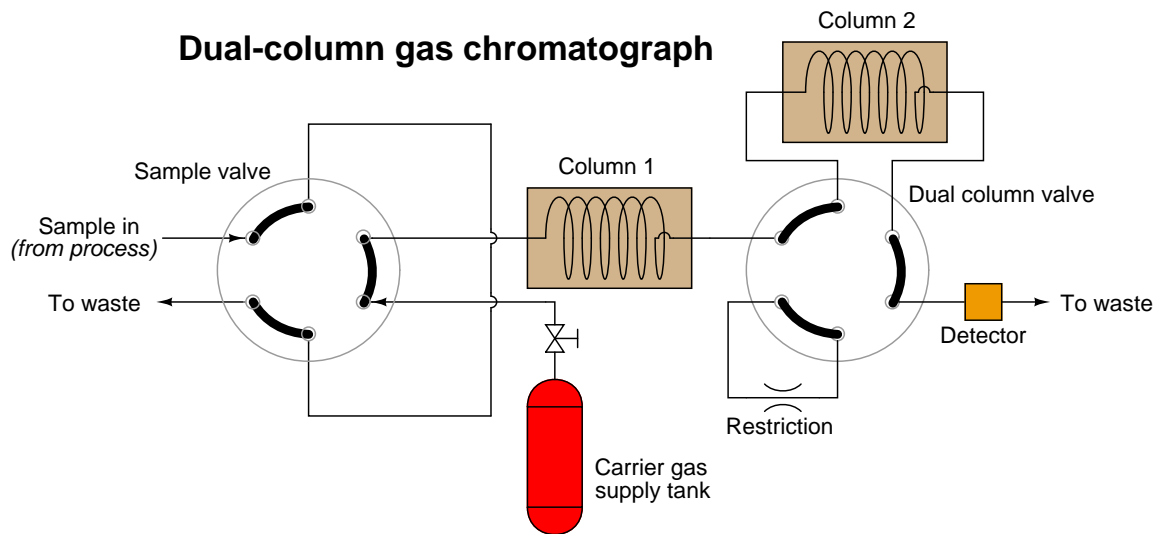 Dual-column gas chromatograph
Column 2
Sample valve
Column 1
Dual column valve
Sample in
(from process)
To waste
To waste
Detector
Restriction
Carrier gas
supply tank